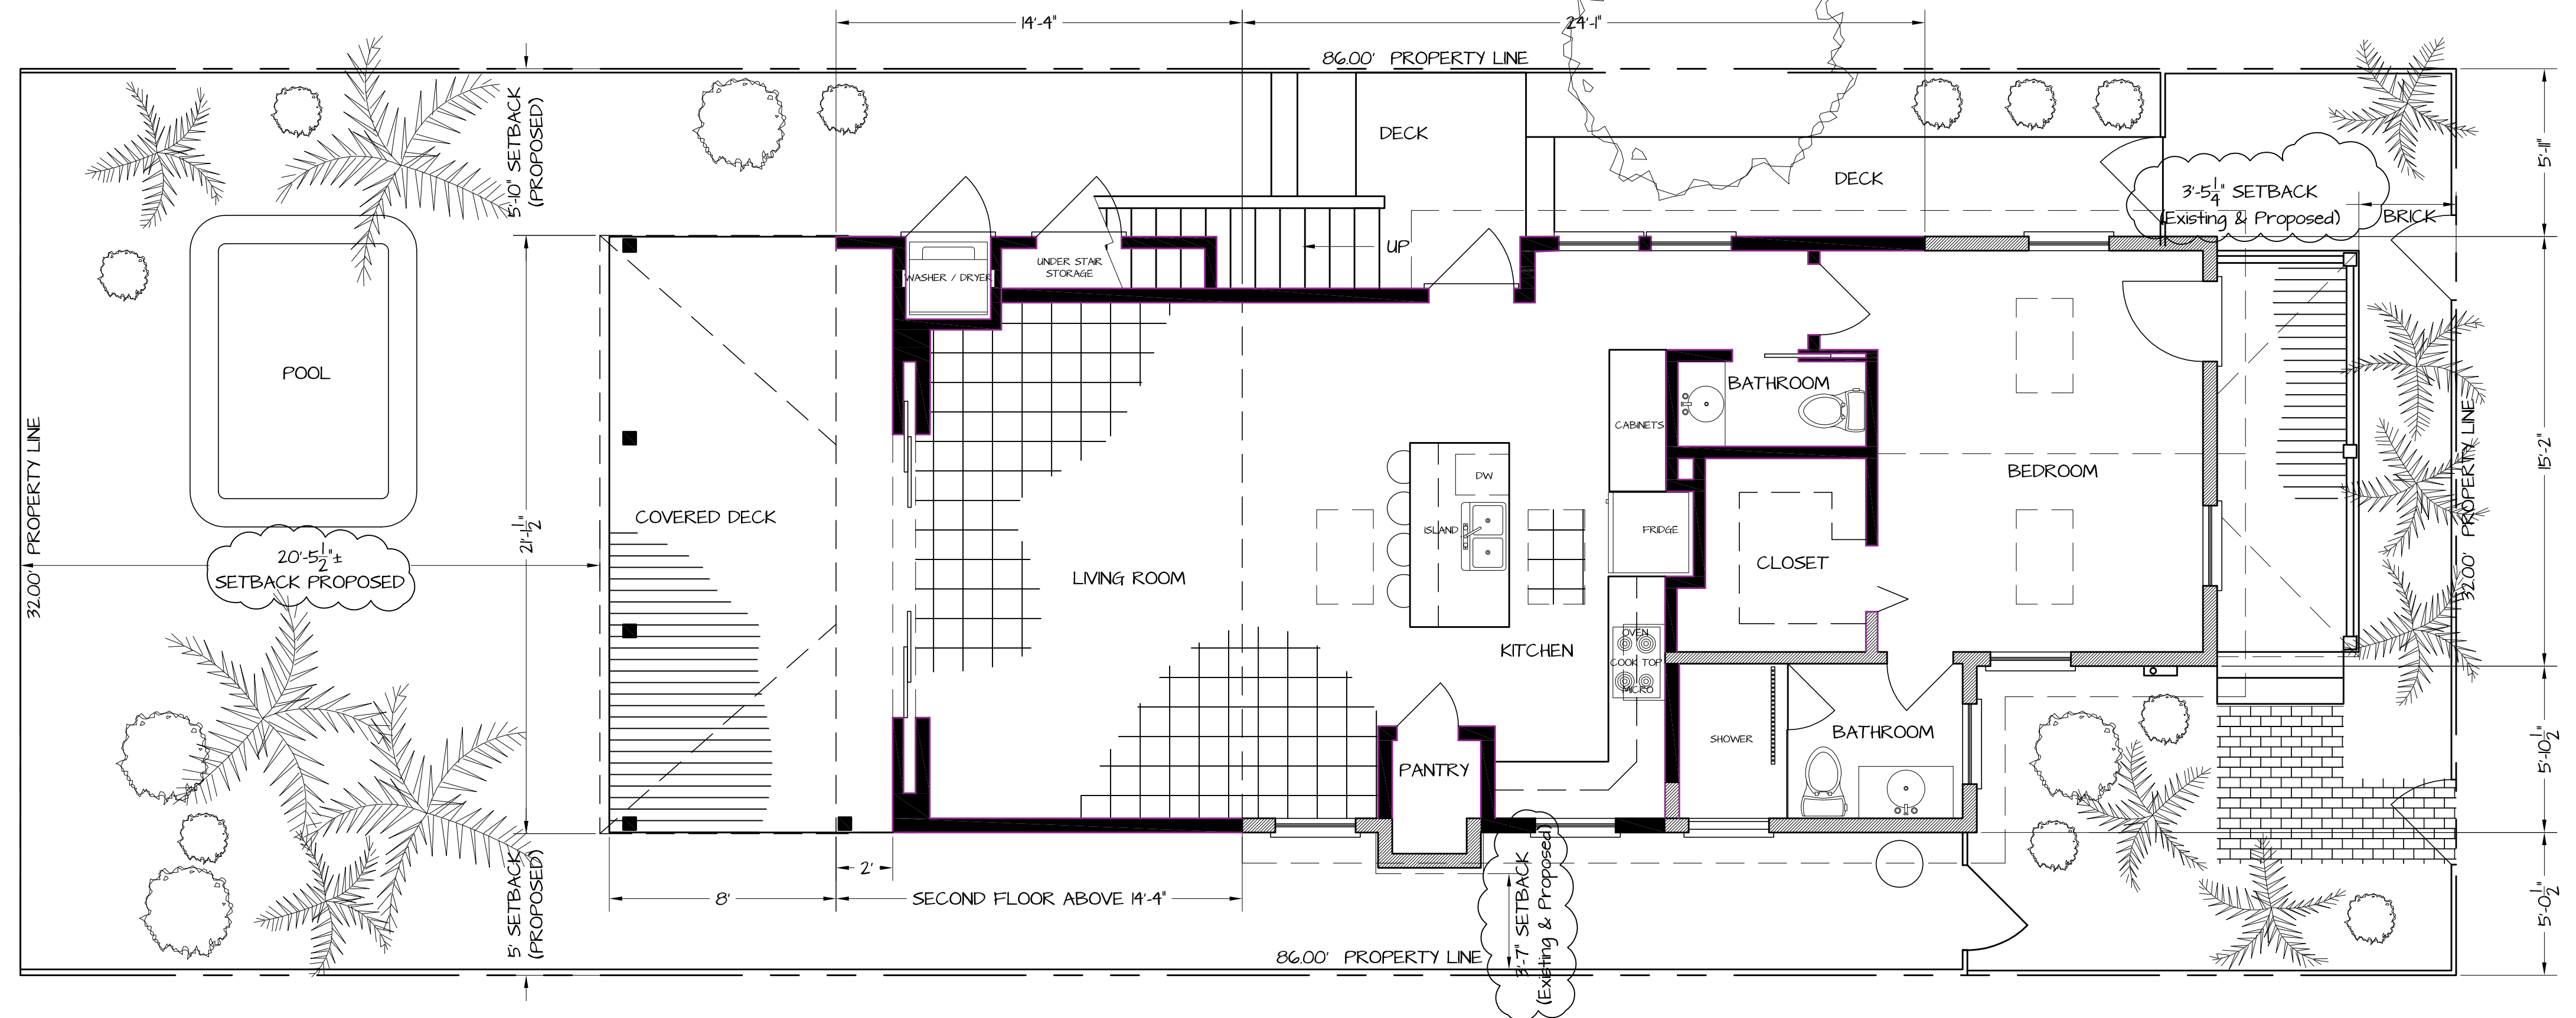 14'-4"
24'-1"
86.00' PROPERTY LINE
5'-10" SETBACK
(PROPOSED)
DECK
DECK
5'-11"
3'-5 1/4" SETBACK
(Existing & Proposed)
BRICK
UP
UNDER STAIR
STORAGE
WASHER / DRYER
POOL
BATHROOM
CABINETS
32.00' PROPERTY LINE
32.00' PROPERTY LINE
15'-2"
BEDROOM
DW
COVERED DECK
21'-1 1/2"
ISLAND
FRIDGE
20'-5 1/2"±
SETBACK PROPOSED
CLOSET
LIVING ROOM
KITCHEN
OVEN
COOK TOP
MICRO
SHOWER
BATHROOM
5'-10 1/2"
PANTRY
2'
8'
SECOND FLOOR ABOVE 14'-4"
5' SETBACK
(PROPOSED)
3'-7" SETBACK
(Existing & Proposed)
5'-0 1/2"
86.00' PROPERTY LINE